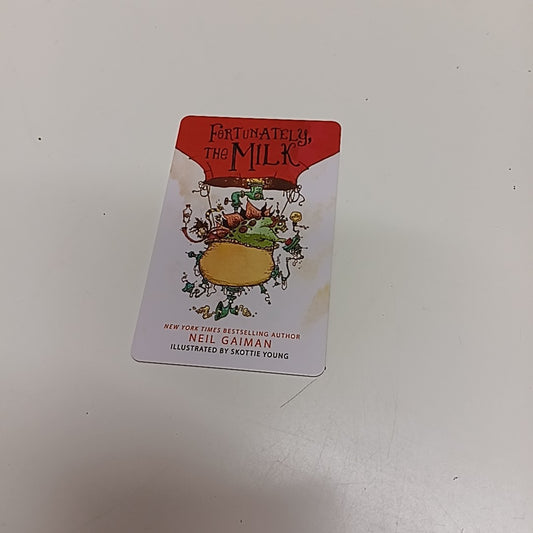 FORTUNATELY,
THE MILK
NEW YORK TIMES BESTSELLING AUTHOR
NEIL GAIMAN
ILLUSTRATED BY SKOTTIE YOUNG